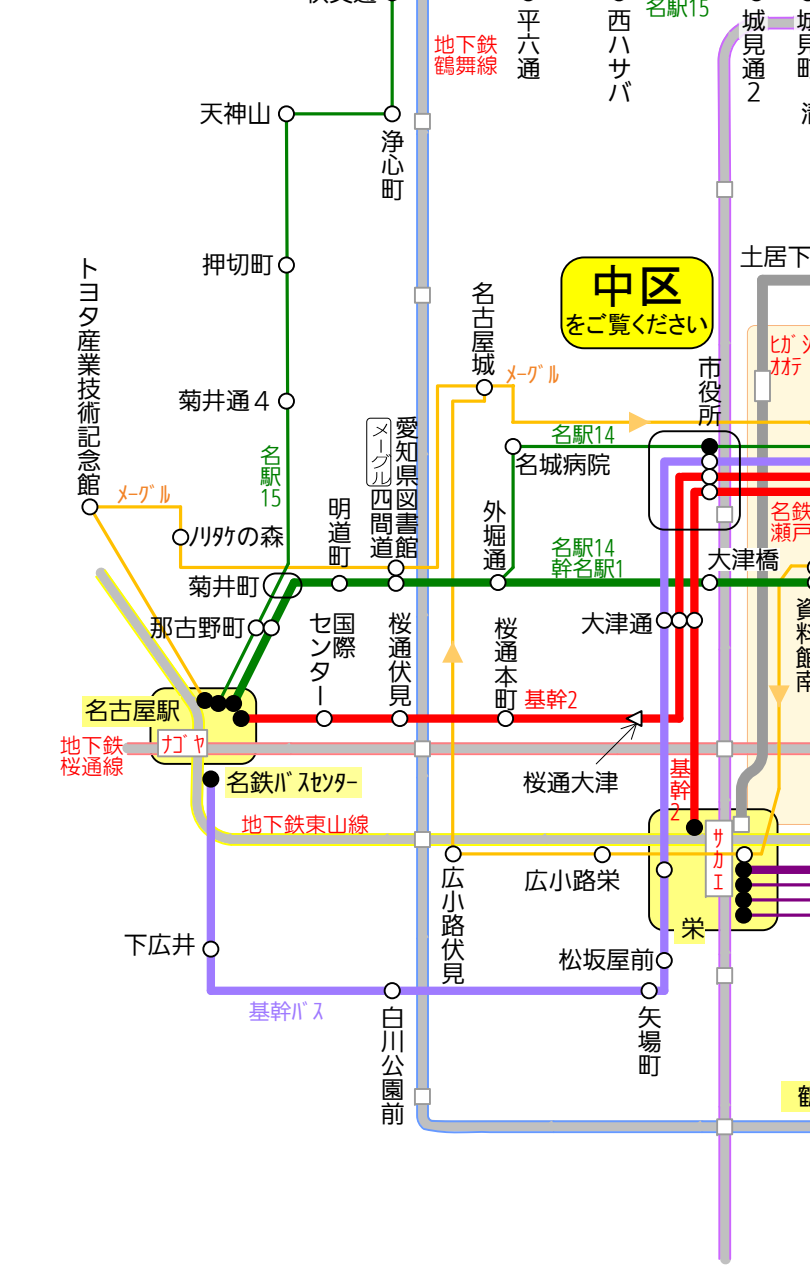 名駅15
平六通
西ハサバ
城見通2
地下鉄
鶴舞線
天神山
浄心町
押切町
トヨタ産業技術記念館
土居下
中区
をご覧ください
名古屋城
メーグル
市役所
菊井通4
愛知県図書館
メーグル
四間道
名駅14
名城病院
名駅15
メーグル
明道町
外堀通
ノリタケの森
名駅14
幹名駅1
大津橋
菊井町
那古野町
国際
センター
桜通伏見
桜通本町
大津通
資料館南
名古屋駅
基幹2
ナゴヤ
地下鉄
桜通線
桜通大津
基幹2
名鉄バスセンター
地下鉄東山線
サカエ
広小路伏見
広小路栄
栄
下広井
松坂屋前
基幹バス
白川公園前
矢場町